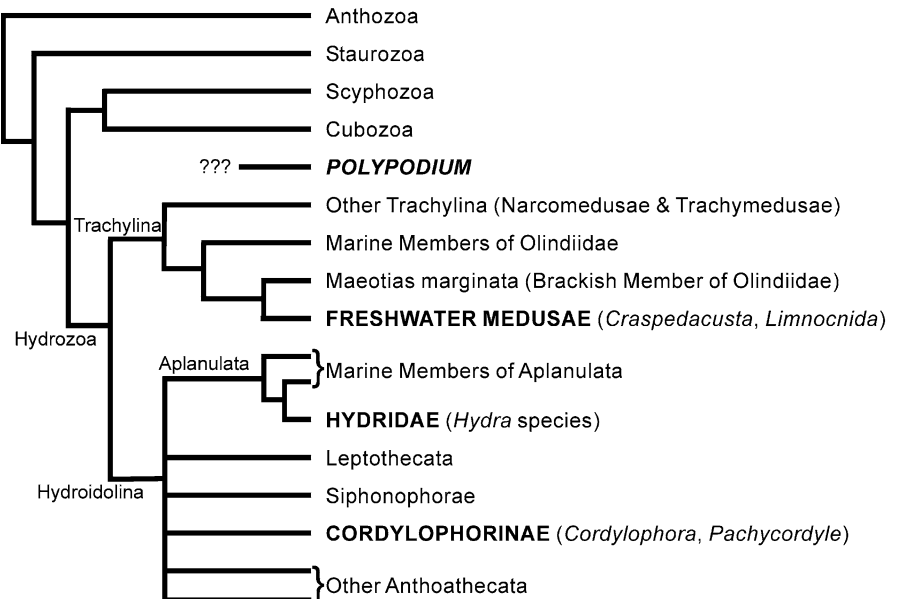 Anthozoa
Staurozoa
Scyphozoa
Cubozoa
??? POLYPODIUM
Other Trachylina (Narcomedusae & Trachymedusae)
Trachylina
Marine Members of Olindiidae
Maeotias marginata (Brackish Member of Olindiidae)
FRESHWATER MEDUSAE (Craspedacusta, Limnocnida)
Hydrozoa
Aplanulata
}Marine Members of Aplanulata
HYDRIDAE (Hydra species)
Leptothecata
Hydroidolina
Siphonophorae
CORDYLOPHORINAE (Cordylophora, Pachycordyle)
}Other Anthoathecata